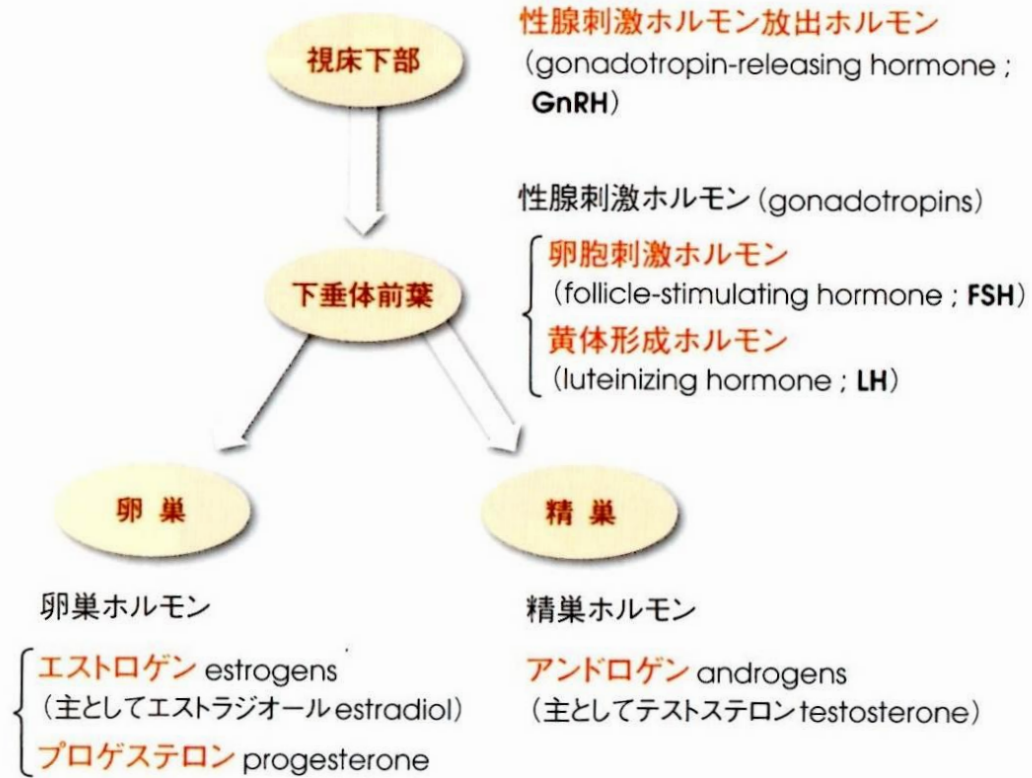 視床下部
性腺刺激ホルモン放出ホルモン
(gonadotropin-releasing hormone ;
GnRH)
性腺刺激ホルモン (gonadotropins)
下垂体前葉
卵胞刺激ホルモン
(follicle-stimulating hormone ; FSH)
黄体形成ホルモン
(luteinizing hormone ; LH)
卵 巣
精 巣
卵巣ホルモン
エストロゲン estrogens
(主としてエストラジオール estradiol)
プロゲステロン progesterone
精巣ホルモン
アンドロゲン androgens
(主としてテストステロン testosterone)